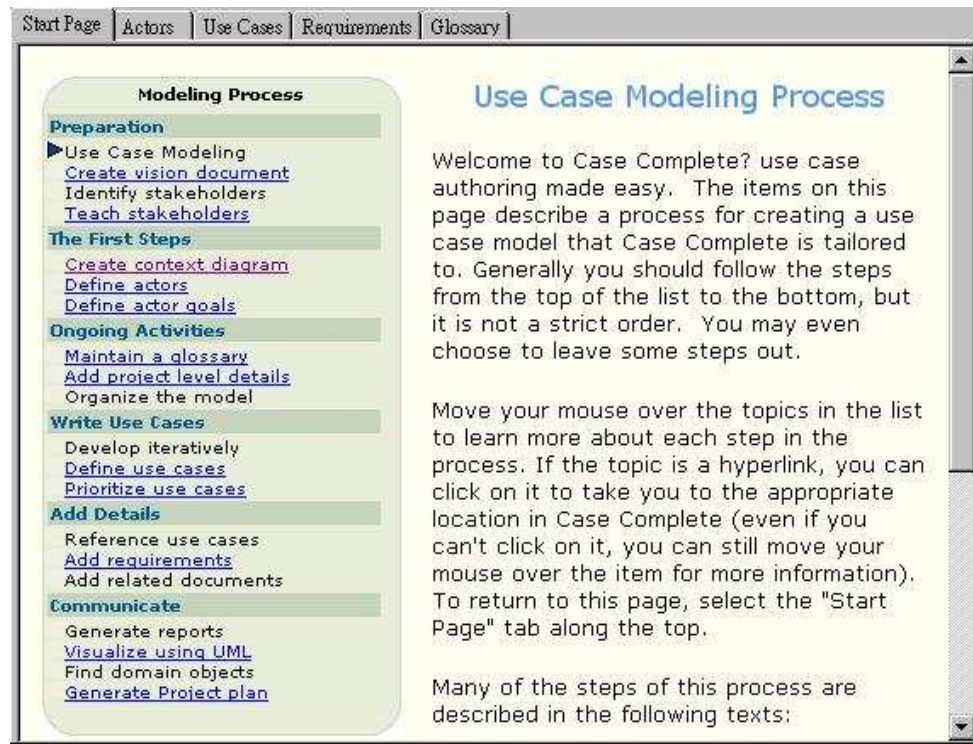 Start Page Actors Use Cases Requirements Glossary
Modeling Process
Preparation
Use Case Modeling
Create vision document
Identify stakeholders
Teach stakeholders
The First Steps
Create context diagram
Define actors
Define actor goals
Ongoing Activities
Maintain a glossary
Add project level details
Organize the model
Write Use Cases
Develop iteratively
Define use cases
Prioritize use cases
Add Details
Reference use cases
Add requirements
Add related documents
Communicate
Generate reports
Visualize using UML
Find domain objects
Generate Project plan
Use Case Modeling Process
Welcome to Case Complete? use case
authoring made easy. The items on this
page describe a process for creating a use
case model that Case Complete is tailored
to. Generally you should follow the steps
from the top of the list to the bottom, but
it is not a strict order. You may even
choose to leave some steps out.
Move your mouse over the topics in the list
to learn more about each step in the
process. If the topic is a hyperlink, you can
click on it to take you to the appropriate
location in Case Complete (even if you
can't click on it, you can still move your
mouse over the item for more information).
To return to this page, select the "Start
Page" tab along the top.
Many of the steps of this process are
described in the following texts: